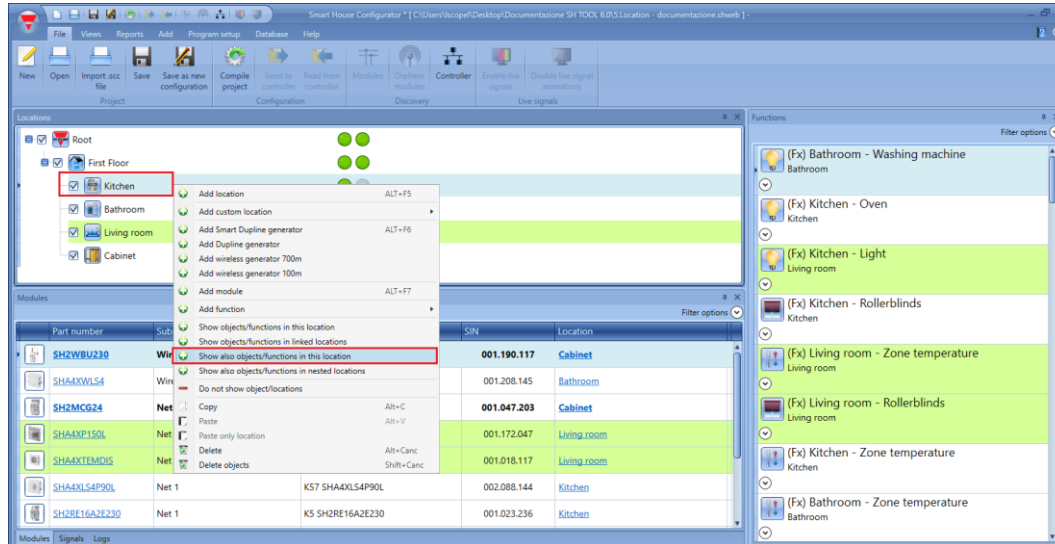 Smart House Configurator * [ C:\Users\lscopel\Desktop\Documentazione SH TOOL 6.0\5.Location - documentazione.shweb ] -
File Views Reports Add Program setup Database Help
New Open Import .scc file Save Save as new configuration Compile project Send to controller Read from controller Modules Orphans modules Controller Enable live signals Disable live signal animations
Project Configuration Discovery Live signals
Locations
Root
First Floor
Kitchen
Bathroom
Living room
Cabinet
Add location ALT+F5
Add custom location
Add Smart Dupline generator ALT+F6
Add Dupline generator
Add wireless generator 700m
Add wireless generator 100m
Add module ALT+F7
Add function
Show objects/functions in this location
Show objects/functions in linked locations
Show also objects/functions in this location
Show also objects/functions in nested locations
Do not show object/locations
Copy Alt+C
Paste Alt+V
Paste only location
Delete Alt+Canc
Delete objects Shift+Canc
Modules
Filter options
Part number Sub SIN Location
SH2WBU230 Wir 001.190.117 Cabinet
SHA4XWLS4 Wire 001.208.145 Bathroom
SH2MCG24 Net 001.047.203 Cabinet
SHA4XP150L Net 001.172.047 Living room
SHA4XTEMDIS Net 001.018.117 Living room
SHA4XLS4P90L Net 1 K57 SHA4XLS4P90L 002.088.144 Kitchen
SH2RE16A2E230 Net 1 K5 SH2RE16A2E230 001.023.236 Kitchen
Modules Signals Logs
Functions
Filter options
(Fx) Bathroom - Washing machine
Bathroom
(Fx) Kitchen - Oven
Kitchen
(Fx) Kitchen - Light
Living room
(Fx) Kitchen - Rollerblinds
Kitchen
(Fx) Living room - Zone temperature
Living room
(Fx) Living room - Rollerblinds
Living room
(Fx) Kitchen - Zone temperature
Kitchen
(Fx) Bathroom - Zone temperature
Bathroom